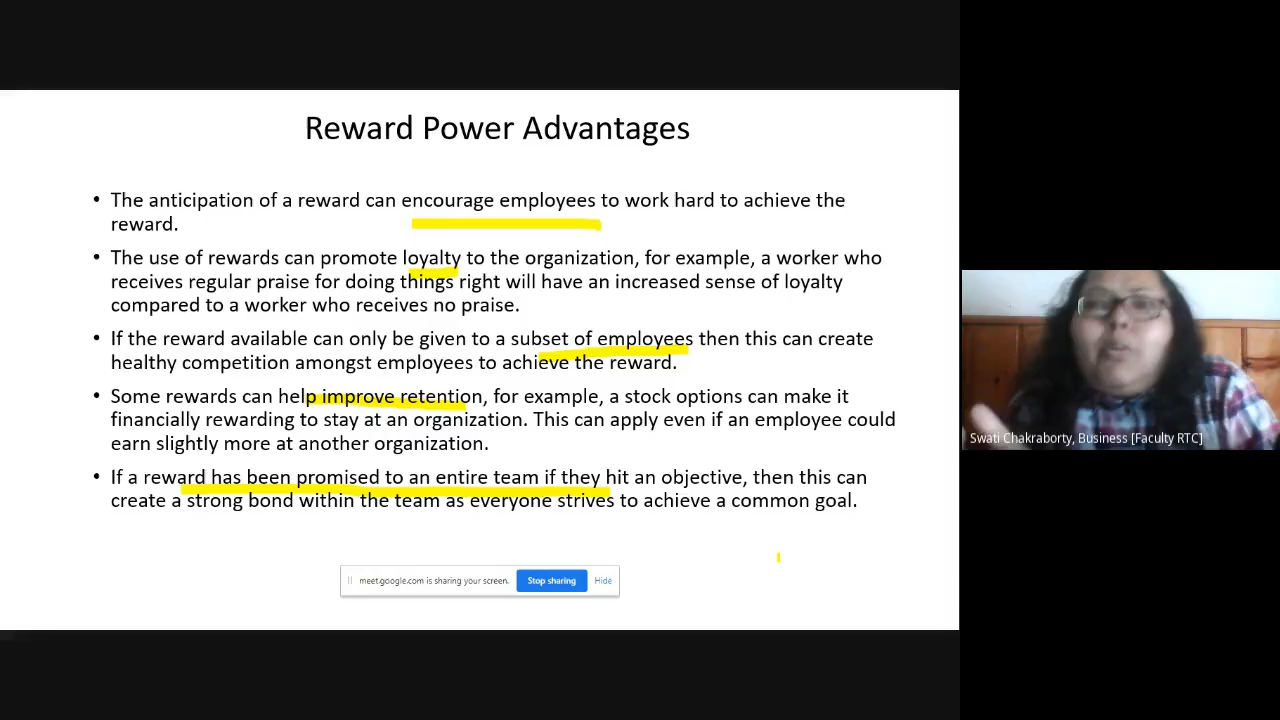 Reward Power Advantages
• The anticipation of a reward can encourage employees to work hard to achieve the
reward.
• The use of rewards can promote loyalty to the organization, for example, a worker who
receives regular praise for doing things right will have an increased sense of loyalty
compared to a worker who receives no praise.
• If the reward available can only be given to a subset of employees then this can create
healthy competition amongst employees to achieve the reward.
• Some rewards can help improve retention, for example, a stock options can make it
financially rewarding to stay at an organization. This can apply even if an employee could
earn slightly more at another organization.
• If a reward has been promised to an entire team if they hit an objective, then this can
create a strong bond within the team as everyone strives to achieve a common goal.
meet.google.com is sharing your screen. Stop sharing Hide
Swati Chakraborty, Business [Faculty RTC]